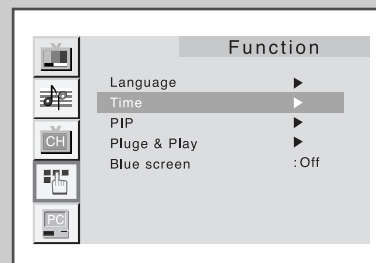 Function
Language ▶
Time ▶
PIP ▶
Pluge & Play ▶
Blue screen : Off
CH
PC